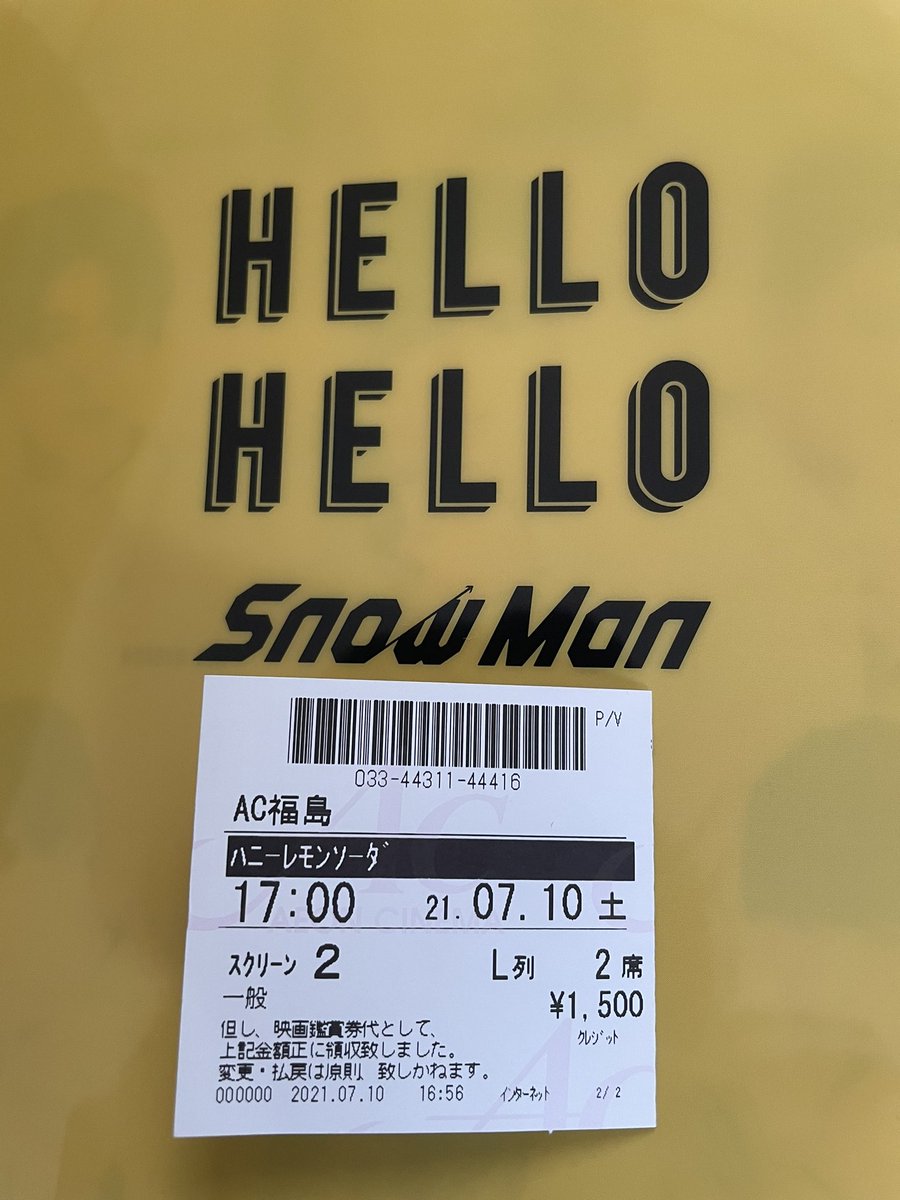 HELLO
HELLO
Snow Man
P/V
033-44311-44416
AC福島
ﾊﾆｰレモンソｰダ
17:00 21. 07. 10 土
ｽｸリｰﾝ 2 L列 2 席
一般 ¥1,500
ｸﾚｼﾞｯﾄ
但し、映画鑑賞券代として、
上記金額正に領収致しました。
変更・払戻は原則、致しかねます。
000000 2021.07.10 16:56 ｲﾝﾀｰﾈｯﾄ 2/ 2